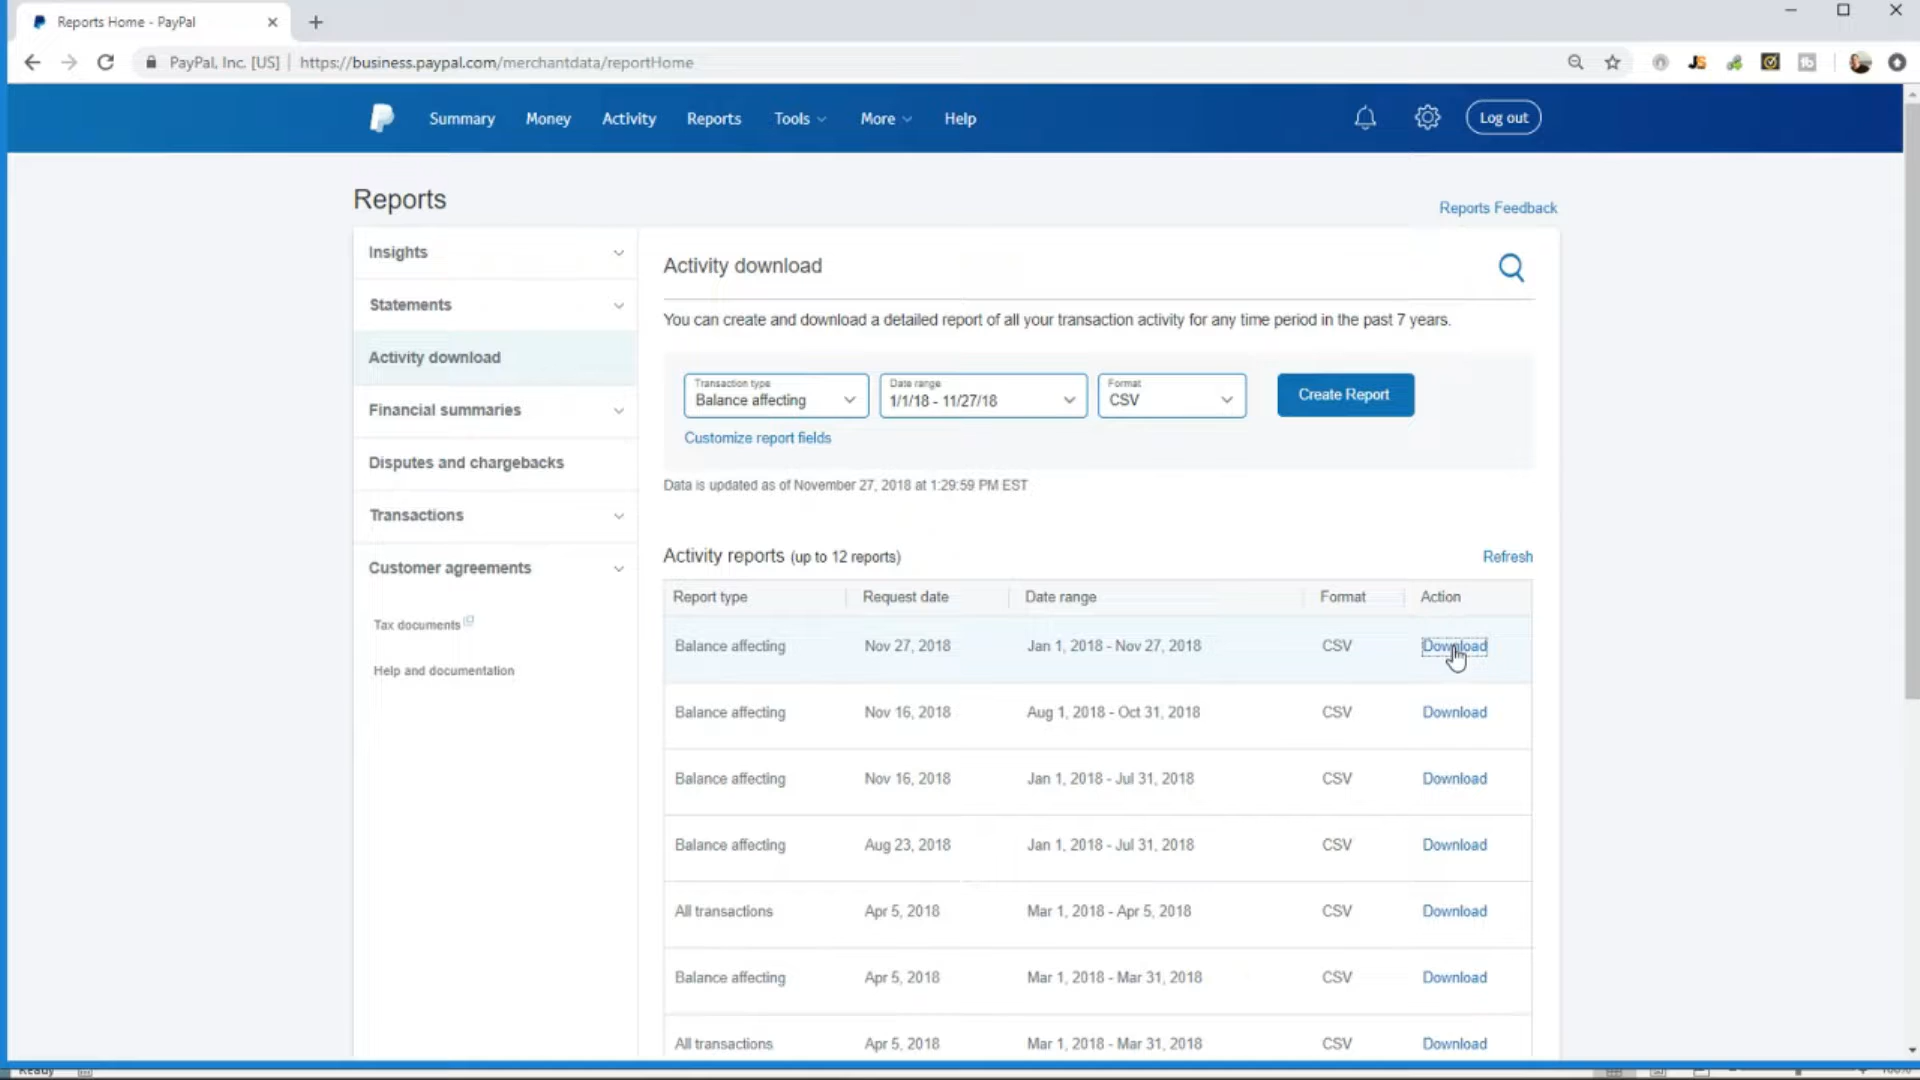 Reports Home - PayPal
PayPal, Inc. [US] | https://business.paypal.com/merchantdata/reportHome
JS
Summary Money Activity Reports Tools More Help Log out
Reports
Reports Feedback
Insights
Statements
Activity download
Financial summaries
Disputes and chargebacks
Transactions
Customer agreements
Tax documents
Help and documentation
Activity download
You can create and download a detailed report of all your transaction activity for any time period in the past 7 years.
Transaction type Date range Format
Balance affecting 1/1/18 - 11/27/18 CSV Create Report
Customize report fields
Data is updated as of November 27, 2018 at 1:29:59 PM EST
Activity reports (up to 12 reports) Refresh
Report type Request date Date range Format Action
Balance affecting Nov 27, 2018 Jan 1, 2018 - Nov 27, 2018 CSV Download
Balance affecting Nov 16, 2018 Aug 1, 2018 - Oct 31, 2018 CSV Download
Balance affecting Nov 16, 2018 Jan 1, 2018 - Jul 31, 2018 CSV Download
Balance affecting Aug 23, 2018 Jan 1, 2018 - Jul 31, 2018 CSV Download
All transactions Apr 5, 2018 Mar 1, 2018 - Apr 5, 2018 CSV Download
Balance affecting Apr 5, 2018 Mar 1, 2018 - Mar 31, 2018 CSV Download
All transactions Apr 5, 2018 Mar 1, 2018 - Mar 31, 2018 CSV Download
Ready